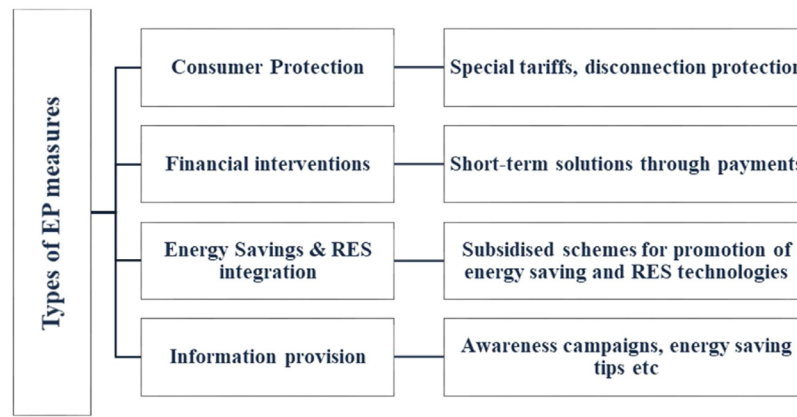 Types of EP measures
Consumer Protection
Special tariffs, disconnection protection
Financial interventions
Short-term solutions through payments
Energy Savings & RES
integration
Subsidised schemes for promotion of
energy saving and RES technologies
Information provision
Awareness campaigns, energy saving
tips etc